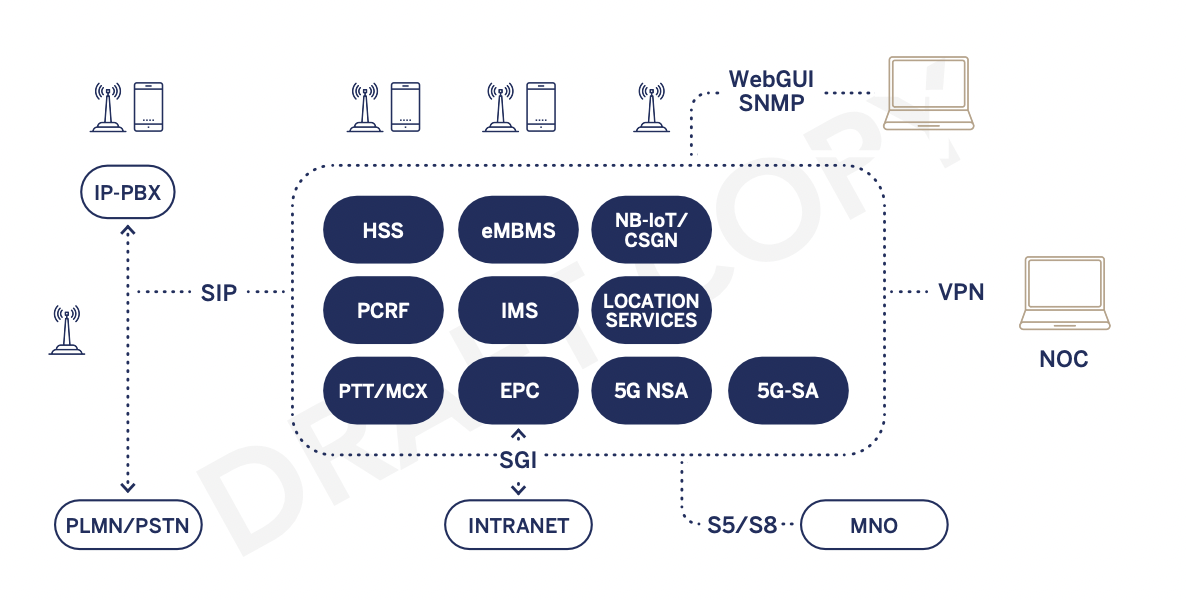 WebGUI
SNMP
IP-PBX
HSS
eMBMS
NB-IoT/
CSGN
SIP
VPN
PCRF
IMS
LOCATION
SERVICES
NOC
PTT/MCX
EPC
5G NSA
5G-SA
SGI
PLMN/PSTN
INTRANET
S5/S8
MNO
DRAFT COPY